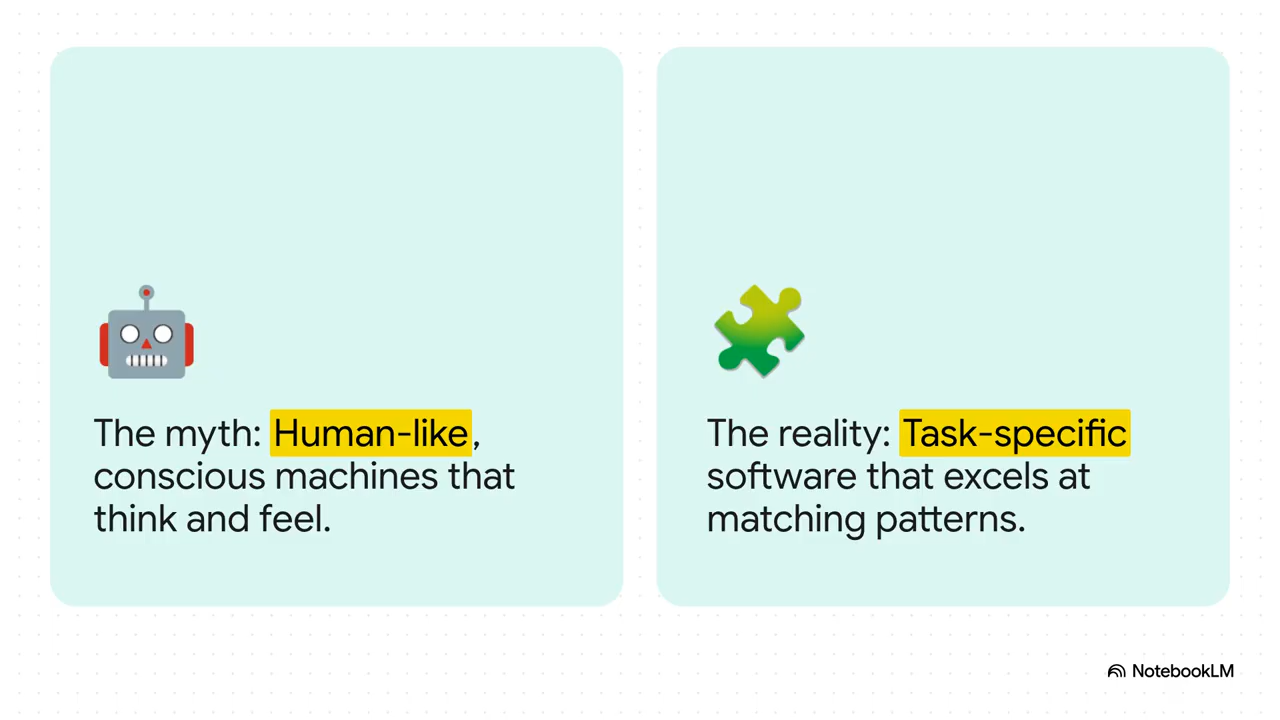 The myth: Human-like,
conscious machines that
think and feel.
The reality: Task-specific
software that excels at
matching patterns.
NotebookLM